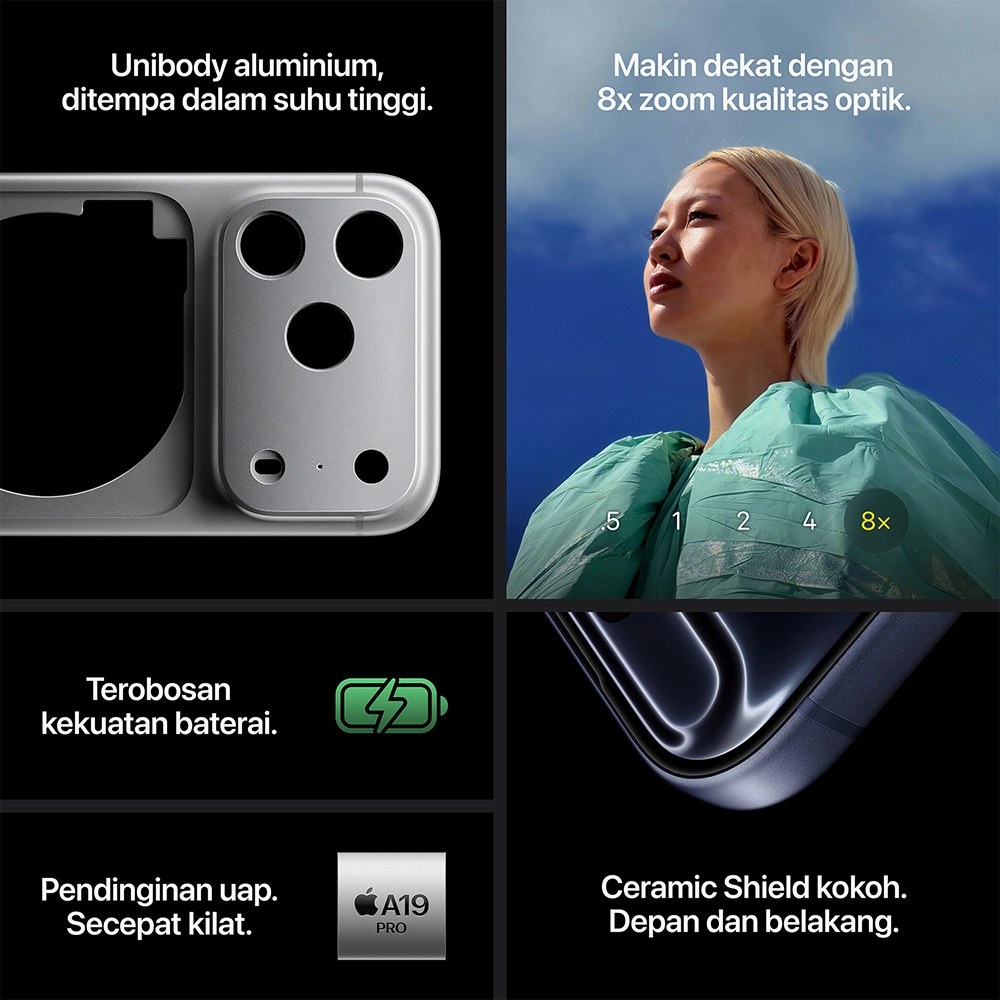 Unibody aluminium,
ditempa dalam suhu tinggi.
Makin dekat dengan
8x zoom kualitas optik.
.5 1 2 4 8x
Terobosan
kekuatan baterai.
Pendinginan uap.
Secepat kilat.
A19
PRO
Ceramic Shield kokoh.
Depan dan belakang.